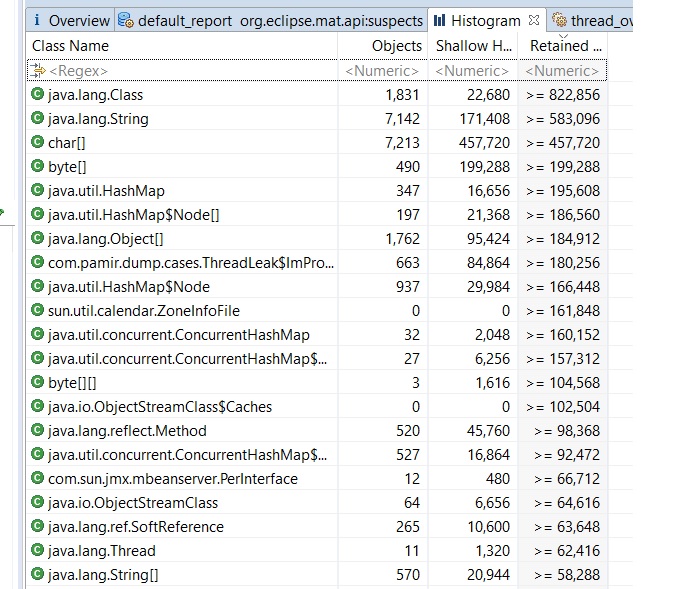 i Overview default_report org.eclipse.mat.api:suspects Histogram thread_ov
Class Name Objects Shallow H... Retained ...
<Regex> <Numeric> <Numeric> <Numeric>
java.lang.Class 1,831 22,680 >= 822,856
java.lang.String 7,142 171,408 >= 583,096
char[] 7,213 457,720 >= 457,720
byte[] 490 199,288 >= 199,288
java.util.HashMap 347 16,656 >= 195,608
java.util.HashMap$Node[] 197 21,368 >= 186,560
java.lang.Object[] 1,762 95,424 >= 184,912
com.pamir.dump.cases.ThreadLeak$ImPro... 663 84,864 >= 180,256
java.util.HashMap$Node 937 29,984 >= 166,448
sun.util.calendar.ZoneInfoFile 0 0 >= 161,848
java.util.concurrent.ConcurrentHashMap 32 2,048 >= 160,152
java.util.concurrent.ConcurrentHashMap$... 27 6,256 >= 157,312
byte[][] 3 1,616 >= 104,568
java.io.ObjectStreamClass$Caches 0 0 >= 102,504
java.lang.reflect.Method 520 45,760 >= 98,368
java.util.concurrent.ConcurrentHashMap$... 527 16,864 >= 92,472
com.sun.jmx.mbeanserver.PerInterface 12 480 >= 66,712
java.io.ObjectStreamClass 64 6,656 >= 64,616
java.lang.ref.SoftReference 265 10,600 >= 63,648
java.lang.Thread 11 1,320 >= 62,416
java.lang.String[] 570 20,944 >= 58,288